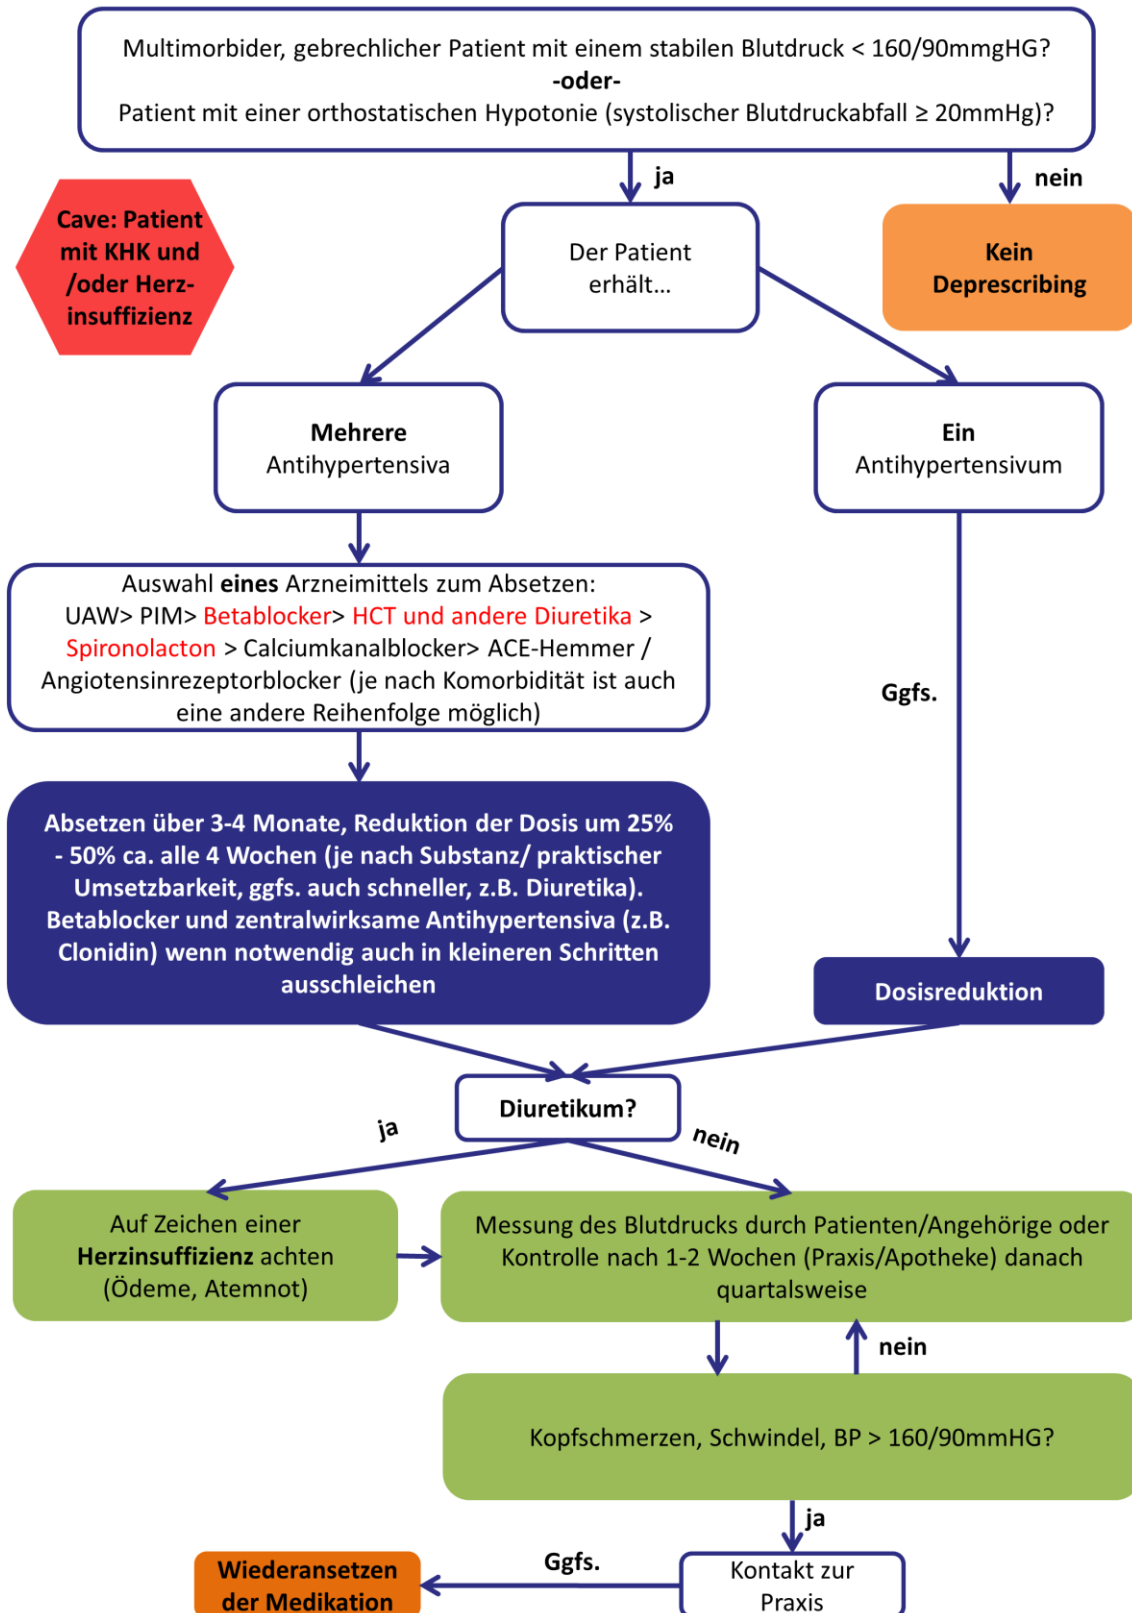 Multimorbider, gebrechlicher Patient mit einem stabilen Blutdruck < 160/90mmgHG?
-oder-
Patient mit einer orthostatischen Hypotonie (systolischer Blutdruckabfall ≥ 20mmHg)?
ja
nein
Cave: Patient
mit KHK und
/oder Herz-
insuffizienz
Der Patient
erhält...
Kein
Deprescribing
Mehrere
Antihypertensiva
Ein
Antihypertensivum
Auswahl eines Arzneimittels zum Absetzen:
UAW> PIM> Betablocker> HCT und andere Diuretika >
Spironolacton > Calciumkanalblocker> ACE-Hemmer /
Angiotensinrezeptorblocker (je nach Komorbidität ist auch
eine andere Reihenfolge möglich)
Ggfs.
Absetzen über 3-4 Monate, Reduktion der Dosis um 25%
- 50% ca. alle 4 Wochen (je nach Substanz/ praktischer
Umsetzbarkeit, ggfs. auch schneller, z.B. Diuretika).
Betablocker und zentralwirksame Antihypertensiva (z.B.
Clonidin) wenn notwendig auch in kleineren Schritten
ausschleichen
Dosisreduktion
Diuretikum?
ja
nein
Auf Zeichen einer
Herzinsuffizienz achten
(Ödeme, Atemnot)
Messung des Blutdrucks durch Patienten/Angehörige oder
Kontrolle nach 1-2 Wochen (Praxis/Apotheke) danach
quartalsweise
nein
Kopfschmerzen, Schwindel, BP > 160/90mmHG?
ja
Wiederansetzen
der Medikation
Ggfs.
Kontakt zur
Praxis